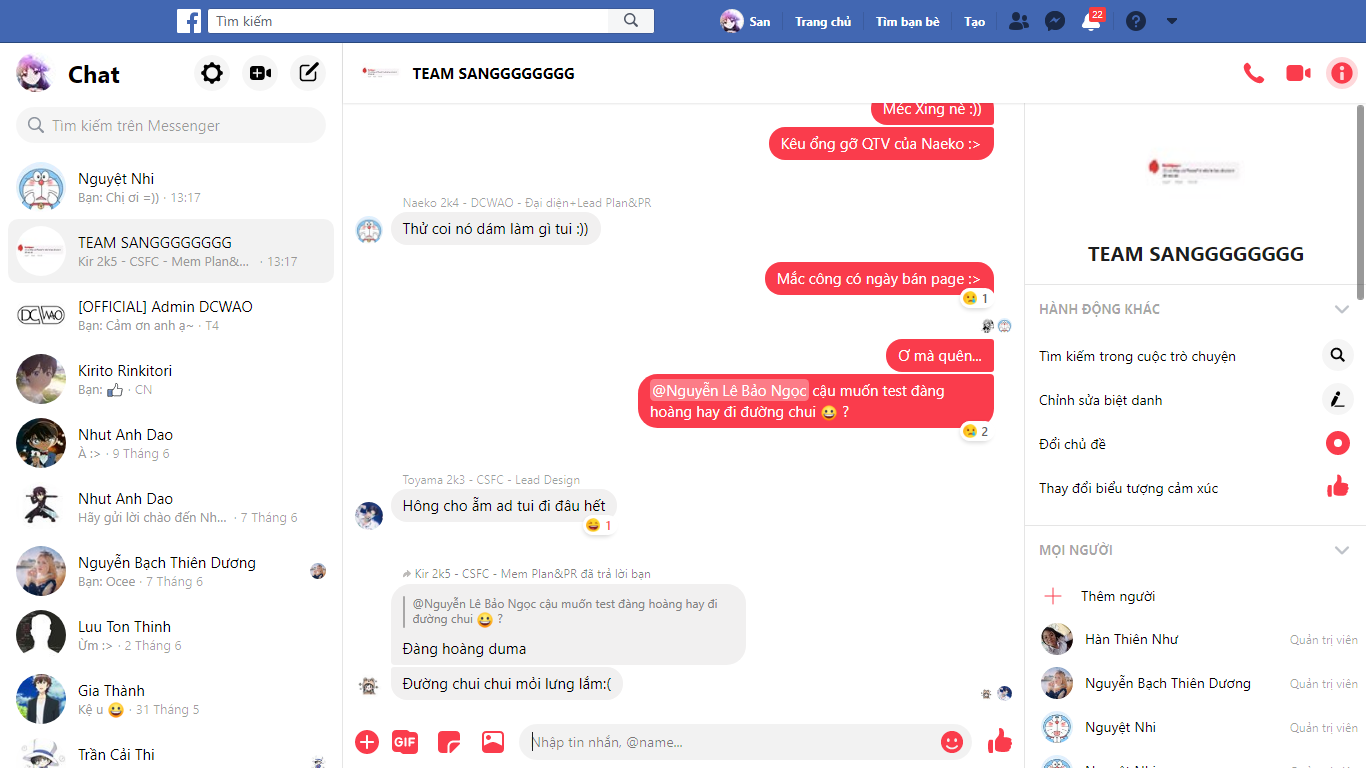 Tìm kiếm
San
Trang chủ
Tìm bạn bè
Tạo
22
Chat
Tìm kiếm trên Messenger
Nguyệt Nhi
Bạn: Chị ơi =)) · 13:17
TEAM SANGGGGGGGG
Kir 2k5 - CSFC - Mem Plan&... · 13:17
[OFFICIAL] Admin DCWAO
Bạn: Cảm ơn anh ạ~ · T4
Kirito Rinkitori
Bạn: 👍 · CN
Nhut Anh Dao
À :> · 9 Tháng 6
Nhut Anh Dao
Hãy gửi lời chào đến Nh... · 7 Tháng 6
Nguyễn Bạch Thiên Dương
Bạn: Ocee · 7 Tháng 6
Luu Ton Thinh
Ừm :> · 2 Tháng 6
Gia Thành
Kệ u 😀 · 31 Tháng 5
Trần Cải Thi
TEAM SANGGGGGGGG
Méc Xing nè :))
Kêu ổng gỡ QTV của Naeko :>
Naeko 2k4 - DCWAO - Đại diện+Lead Plan&PR
Thử coi nó dám làm gì tui :))
Mắc công có ngày bán page :>
😢 1
Ơ mà quên...
@Nguyễn Lê Bảo Ngọc cậu muốn test đàng
hoàng hay đi đường chui 😀 ?
😢 2
Toyama 2k3 - CSFC - Lead Design
Hông cho ẵm ad tui đi đâu hết
😄 1
Kir 2k5 - CSFC - Mem Plan&PR đã trả lời bạn
@Nguyễn Lê Bảo Ngọc cậu muốn test đàng hoàng hay đi
đường chui 😀 ?
Đàng hoàng duma
Đường chui chui mỏi lưng lắm:(
GIF
Nhập tin nhắn, @name...
TEAM SANGGGGGGGG
HÀNH ĐỘNG KHÁC
Tìm kiếm trong cuộc trò chuyện
Chỉnh sửa biệt danh
Đổi chủ đề
Thay đổi biểu tượng cảm xúc
MỌI NGƯỜI
Thêm người
Hàn Thiên Như Quản trị viên
Nguyễn Bạch Thiên Dương Quản trị viên
Nguyệt Nhi Quản trị viên